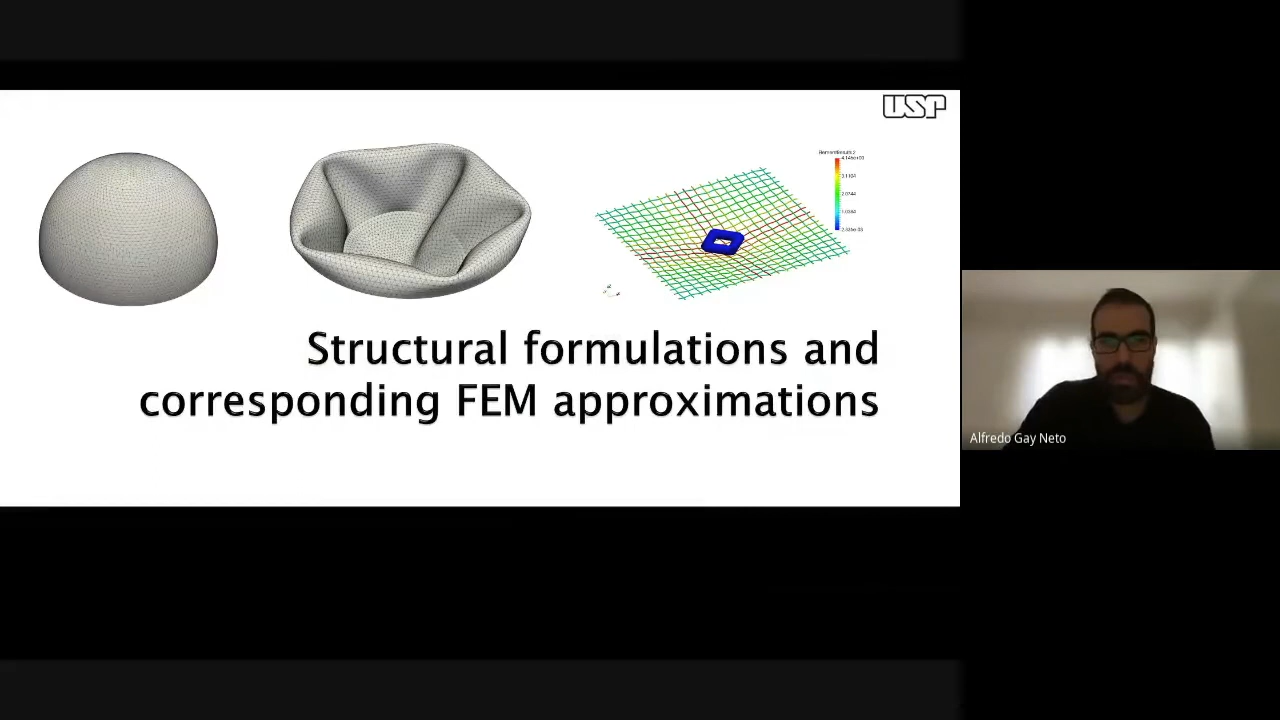 USP
Structural formulations and
corresponding FEM approximations
Alfredo Gay Neto